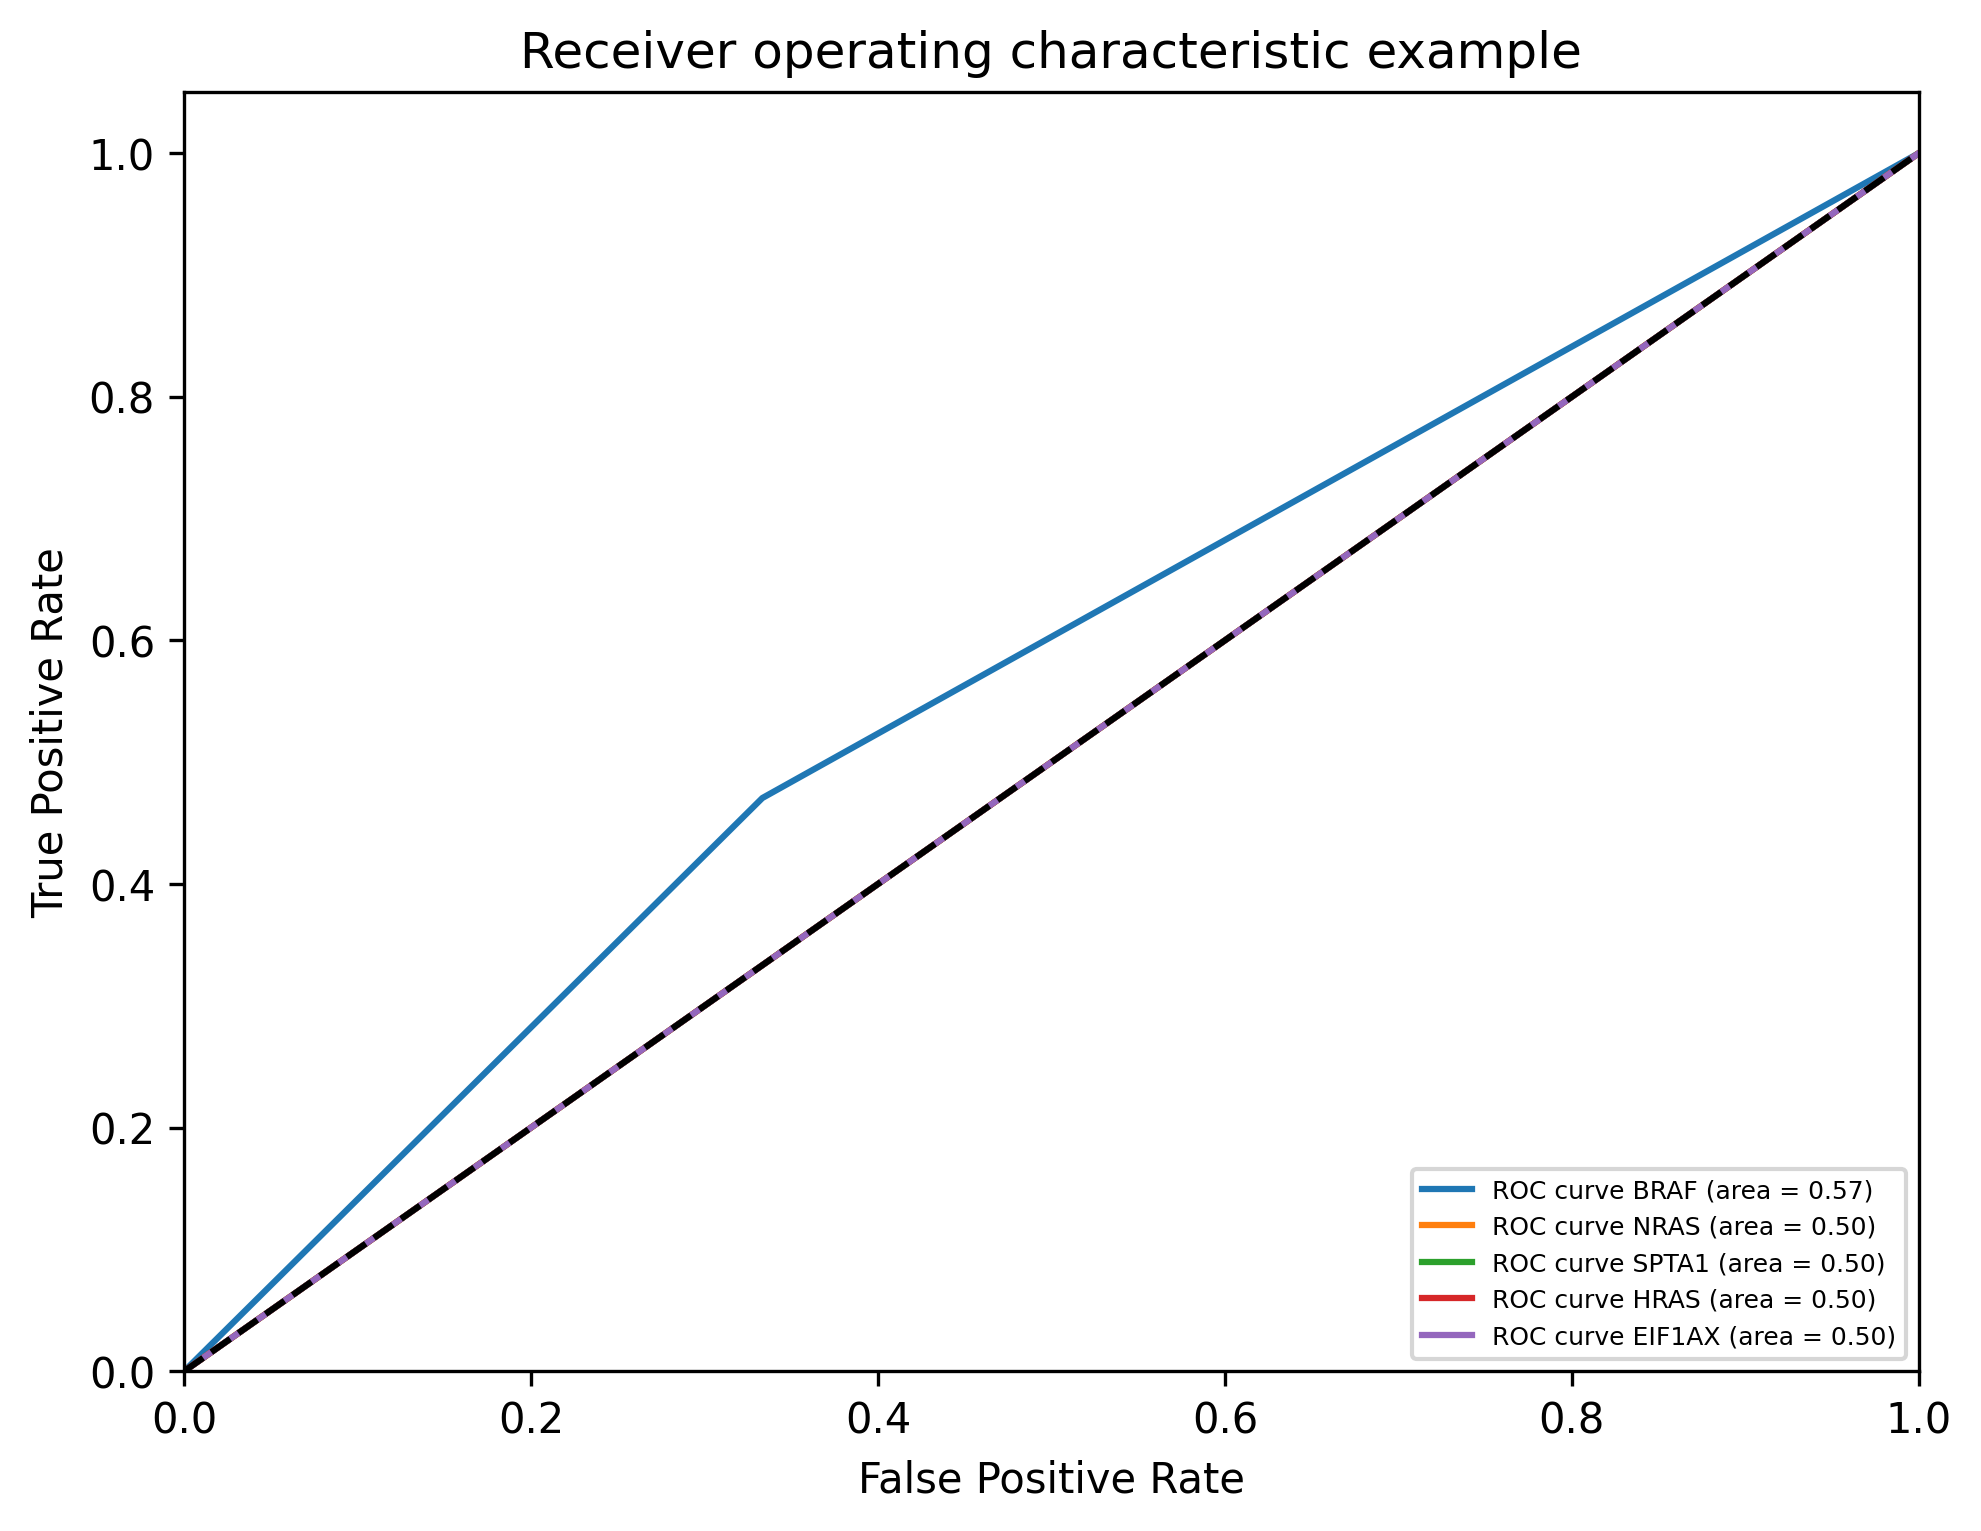 Receiver operating characteristic example
1.0
0.8
0.6
0.4
0.2
0.0
True Positive Rate
0.0 0.2 0.4 0.6 0.8 1.0
False Positive Rate
ROC curve BRAF (area = 0.57)
ROC curve NRAS (area = 0.50)
ROC curve SPTA1 (area = 0.50)
ROC curve HRAS (area = 0.50)
ROC curve EIF1AX (area = 0.50)